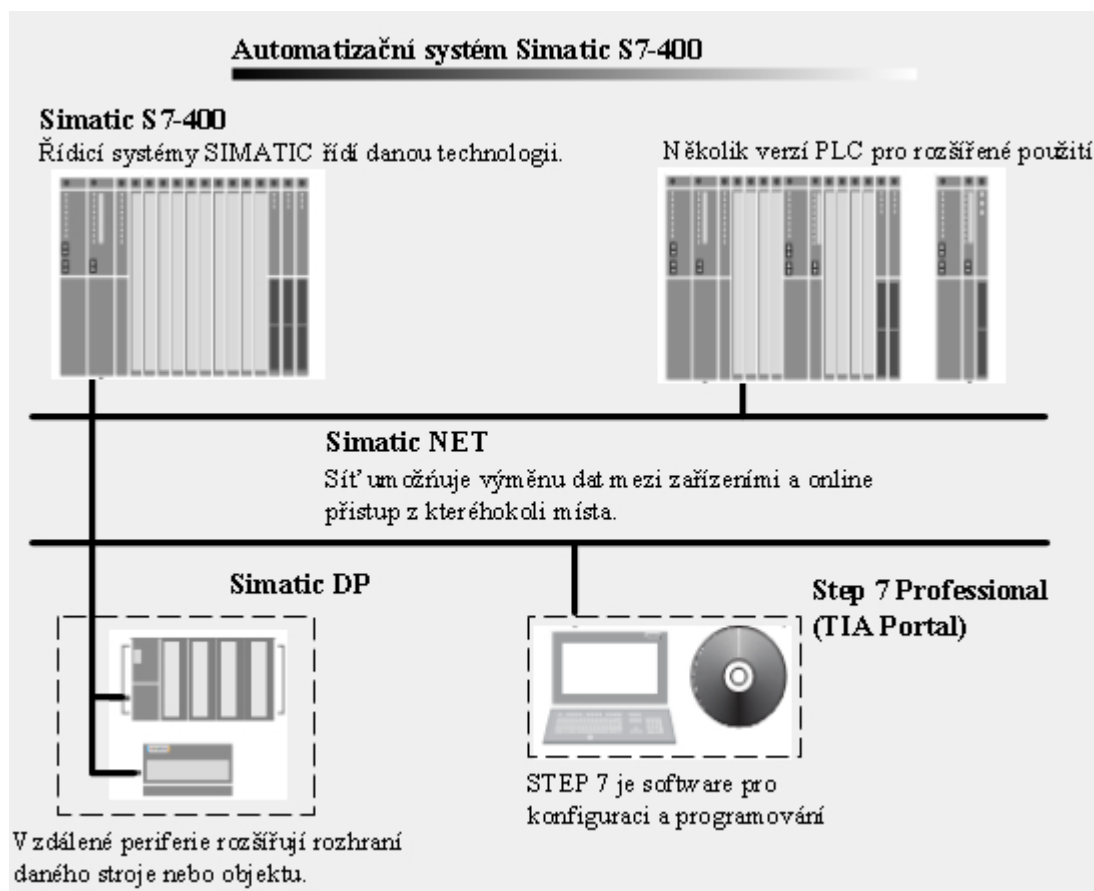 Automatizační systém Simatic S7-400
Simatic S7-400
Řídicí systémy SIMATIC řídí danou technologii.
Několik verzí PLC pro rozšířené použití
Simatic NET
Síť umožňuje výměnu dat mezi zařízeními a online
přistup z kteréhokoli místa.
Simatic DP
Step 7 Professional
(TIA Portal)
STEP 7 je software pro
konfiguraci a programování
Vzdálené periferie rozšířují rozhraní
daného stroje nebo objektu.